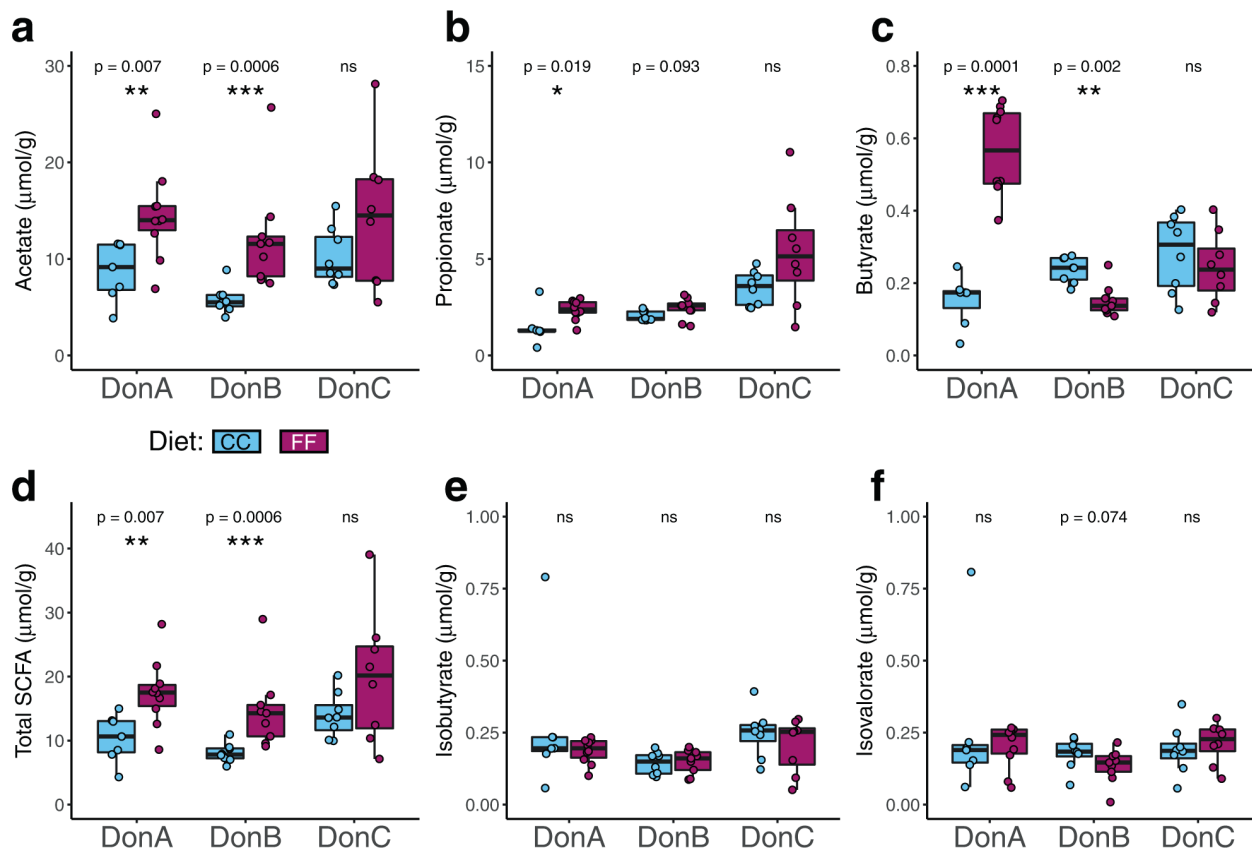 a
p = 0.007 p = 0.0006 ns
** ***
Acetate (μmol/g)
30
20
10
0
DonA DonB DonC
b
p = 0.019 p = 0.093 ns
*
Propionate (μmol/g)
15
10
5
0
DonA DonB DonC
c
p = 0.0001 p = 0.002 ns
*** **
Butyrate (μmol/g)
0.8
0.6
0.4
0.2
0.0
DonA DonB DonC
Diet: CC FF
d
p = 0.007 p = 0.0006 ns
** ***
Total SCFA (μmol/g)
40
30
20
10
0
DonA DonB DonC
e
ns ns ns
Isobutyrate (μmol/g)
1.00
0.75
0.50
0.25
0.00
DonA DonB DonC
f
ns p = 0.074 ns
Isovalorate (μmol/g)
1.00
0.75
0.50
0.25
0.00
DonA DonB DonC